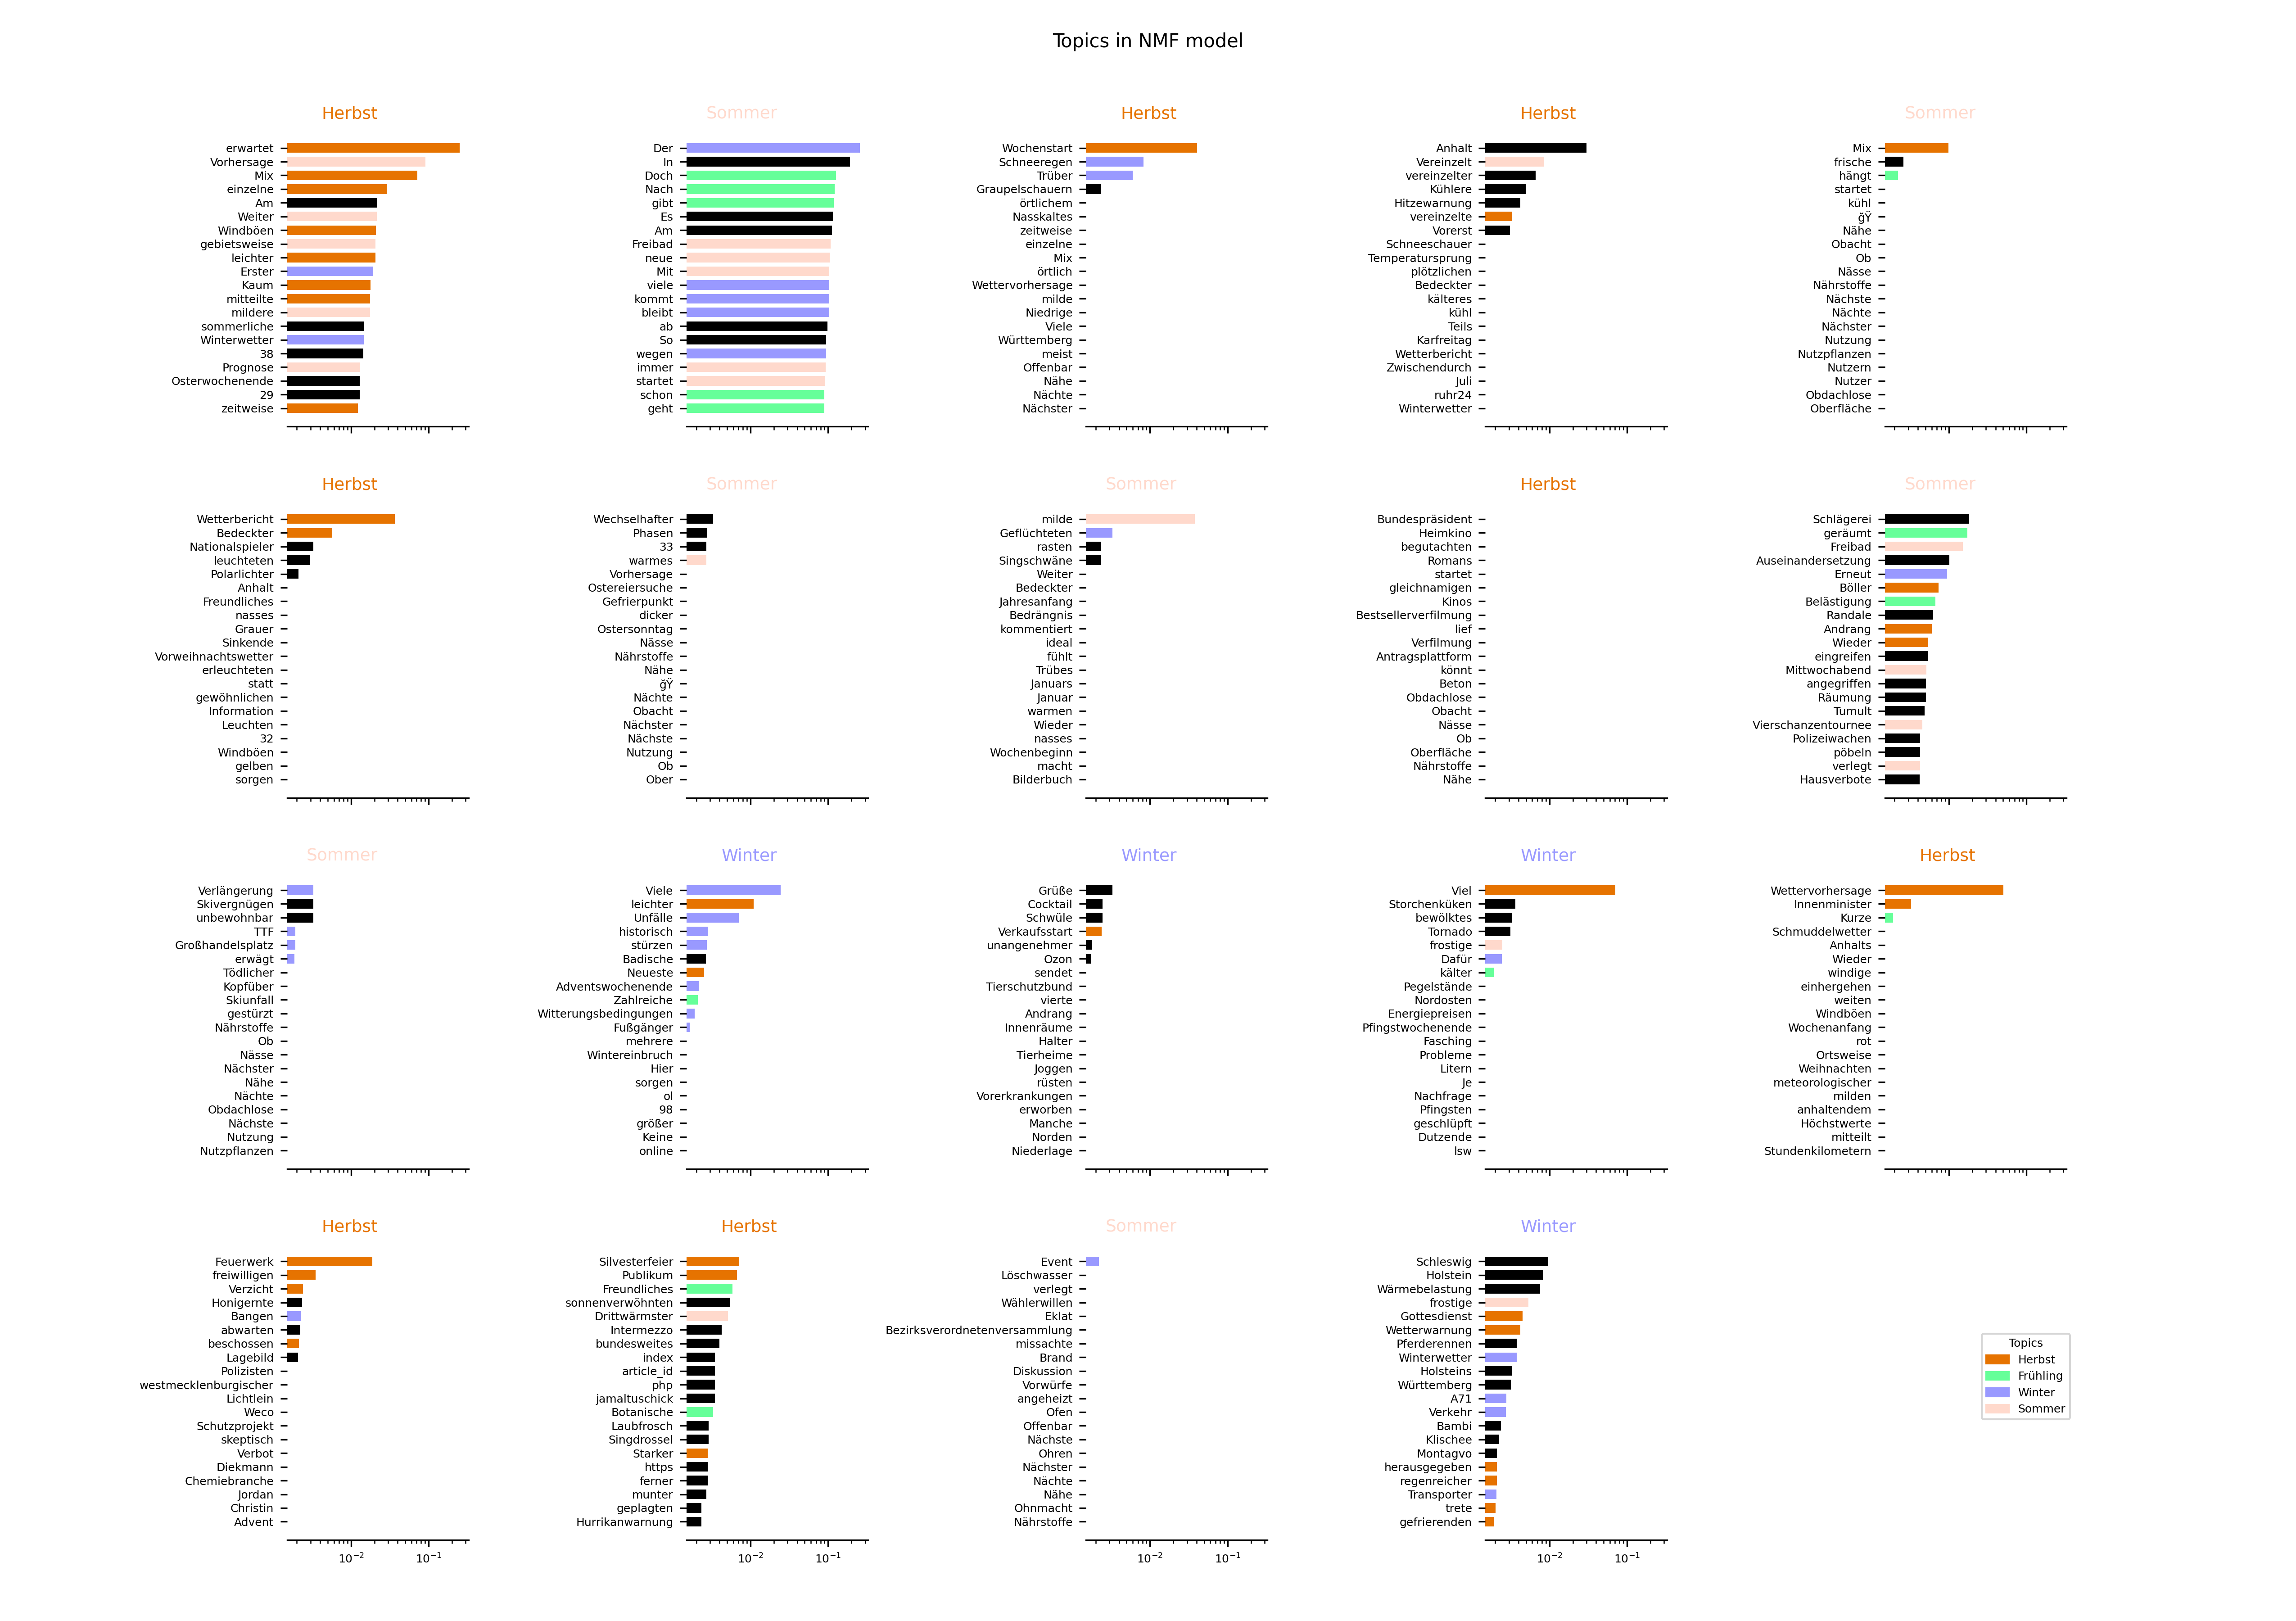 Topics in NMF model
Herbst
erwartet
Vorhersage
Mix
einzelne
Am
Weiter
Windböen
gebietsweise
leichter
Erster
Kaum
mitteilte
mildere
sommerliche
Winterwetter
38
Prognose
Osterwochenende
29
zeitweise
Sommer
Der
In
Doch
Nach
gibt
Es
Am
Freibad
neue
Mit
viele
kommt
bleibt
ab
So
wegen
immer
startet
schon
geht
Herbst
Wochenstart
Schneeregen
Trüber
Graupelschauern
örtlichem
Nasskaltes
zeitweise
einzelne
Mix
örtlich
Wettervorhersage
milde
Niedrige
Viele
Württemberg
meist
Offenbar
Nähe
Nächte
Nächster
Herbst
Anhalt
Vereinzelt
vereinzelter
Kühlere
Hitzewarnung
vereinzelte
Vorerst
Schneeschauer
Temperatursprung
plötzlichen
Bedeckter
kälteres
kühl
Teils
Karfreitag
Wetterbericht
Zwischendurch
Juli
ruhr24
Winterwetter
Sommer
Mix
frische
hängt
startet
kühl
ğŸ
Nähe
Obacht
Ob
Nässe
Nährstoffe
Nächste
Nächte
Nächster
Nutzung
Nutzpflanzen
Nutzern
Nutzer
Obdachlose
Oberfläche
Herbst
Wetterbericht
Bedeckter
Nationalspieler
leuchteten
Polarlichter
Anhalt
Freundliches
nasses
Grauer
Sinkende
Vorweihnachtswetter
erleuchteten
statt
gewöhnlichen
Information
Leuchten
32
Windböen
gelben
sorgen
Sommer
Wechselhafter
Phasen
33
warmes
Vorhersage
Ostereiersuche
Gefrierpunkt
dicker
Ostersonntag
Nässe
Nährstoffe
Nähe
ğŸ
Nächte
Obacht
Nächster
Nächste
Nutzung
Ob
Ober
Sommer
milde
Geflüchteten
rasten
Singschwäne
Weiter
Bedeckter
Jahresanfang
Bedrängnis
kommentiert
ideal
fühlt
Trübes
Januars
Januar
warmen
Wieder
nasses
Wochenbeginn
macht
Bilderbuch
Herbst
Bundespräsident
Heimkino
begutachten
Romans
startet
gleichnamigen
Kinos
Bestsellerverfilmung
lief
Verfilmung
Antragsplattform
könnt
Beton
Obdachlose
Obacht
Nässe
Ob
Oberfläche
Nährstoffe
Nähe
Sommer
Schlägerei
geräumt
Freibad
Auseinandersetzung
Erneut
Böller
Belästigung
Randale
Andrang
Wieder
eingreifen
Mittwochabend
angegriffen
Räumung
Tumult
Vierschanzentournee
Polizeiwachen
pöbeln
verlegt
Hausverbote
Sommer
Verlängerung
Skivergnügen
unbewohnbar
TTF
Großhandelsplatz
erwägt
Tödlicher
Kopfüber
Skiunfall
gestürzt
Nährstoffe
Ob
Nässe
Nächster
Nähe
Nächte
Obdachlose
Nächste
Nutzung
Nutzpflanzen
Winter
Viele
leichter
Unfälle
historisch
stürzen
Badische
Neueste
Adventswochenende
Zahlreiche
Witterungsbedingungen
Fußgänger
mehrere
Wintereinbruch
Hier
sorgen
ol
98
größer
Keine
online
Winter
Grüße
Cocktail
Schwüle
Verkaufsstart
unangenehmer
Ozon
sendet
Tierschutzbund
vierte
Andrang
Innenräume
Halter
Tierheime
Joggen
rüsten
Vorerkrankungen
erworben
Manche
Norden
Niederlage
Winter
Viel
Storchenküken
bewölktes
Tornado
frostige
Dafür
kälter
Pegelstände
Nordosten
Energiepreisen
Pfingstwochenende
Fasching
Probleme
Litern
Je
Nachfrage
Pfingsten
geschlüpft
Dutzende
lsw
Herbst
Wettervorhersage
Innenminister
Kurze
Schmuddelwetter
Anhalts
Wieder
windige
einhergehen
weiten
Windböen
Wochenanfang
rot
Ortsweise
Weihnachten
meteorologischer
milden
anhaltendem
Höchstwerte
mitteilt
Stundenkilometern
Herbst
Feuerwerk
freiwilligen
Verzicht
Honigernte
Bangen
abwarten
beschossen
Lagebild
Polizisten
westmecklenburgischer
Lichtlein
Weco
Schutzprojekt
skeptisch
Verbot
Diekmann
Chemiebranche
Jordan
Christin
Advent
10⁻² 10⁻¹
Herbst
Silvesterfeier
Publikum
Freundliches
sonnenverwöhnten
Drittwärmster
Intermezzo
bundesweites
index
article_id
php
jamaltuschick
Botanische
Laubfrosch
Singdrossel
Starker
https
ferner
munter
geplagten
Hurrikanwarnung
10⁻² 10⁻¹
Sommer
Event
Löschwasser
verlegt
Wählerwillen
Eklat
Bezirksverordnetenversammlung
missachte
Brand
Diskussion
Vorwürfe
angeheizt
Ofen
Offenbar
Nächste
Ohren
Nächster
Nächte
Nähe
Ohnmacht
Nährstoffe
10⁻² 10⁻¹
Winter
Schleswig
Holstein
Wärmebelastung
frostige
Gottesdienst
Wetterwarnung
Pferderennen
Winterwetter
Holsteins
Württemberg
A71
Verkehr
Bambi
Klischee
Montagvo
herausgegeben
regenreicher
Transporter
trete
gefrierenden
10⁻² 10⁻¹
Topics
Herbst
Frühling
Winter
Sommer